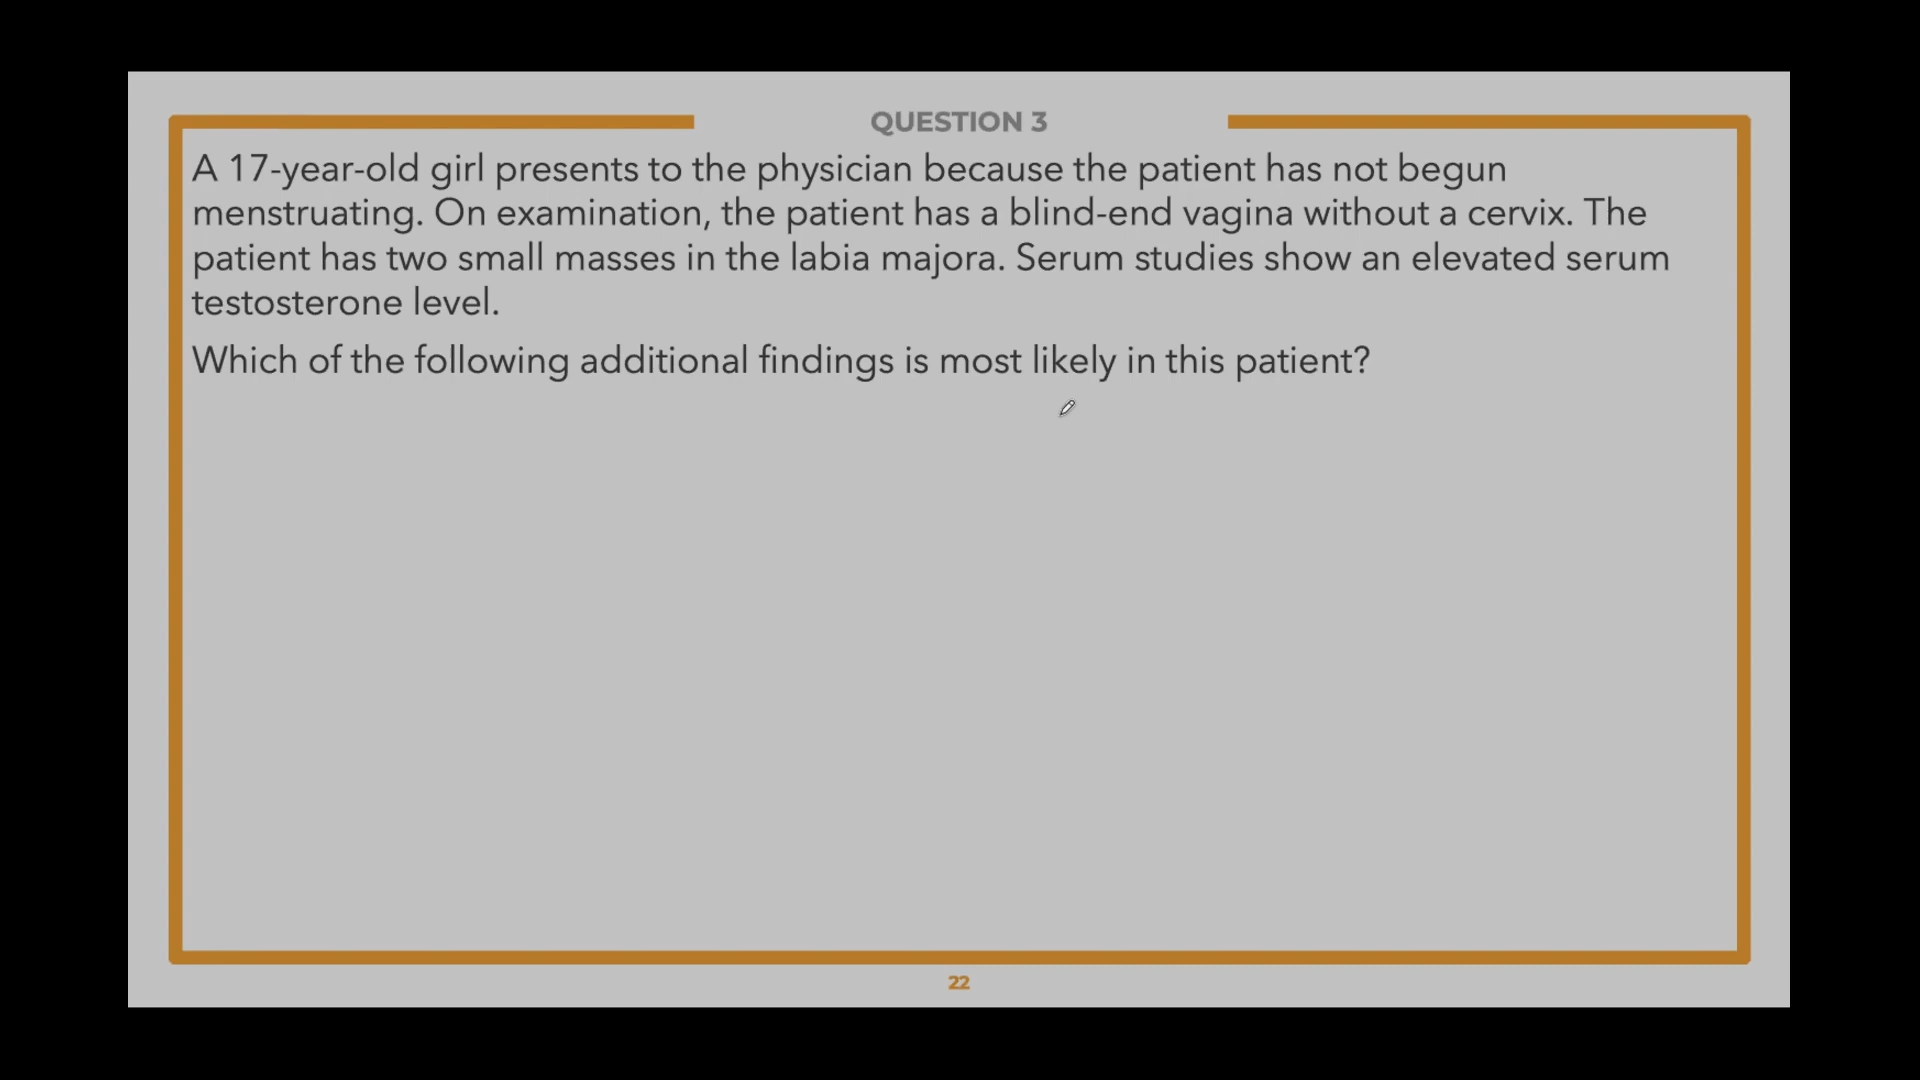 QUESTION 3
A 17-year-old girl presents to the physician because the patient has not begun
menstruating. On examination, the patient has a blind-end vagina without a cervix. The
patient has two small masses in the labia majora. Serum studies show an elevated serum
testosterone level.
Which of the following additional findings is most likely in this patient?
22